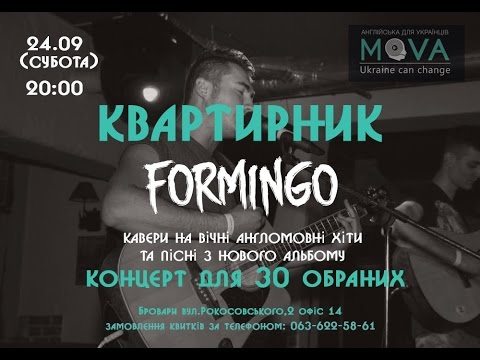 24.09
(СУБОТА)
20:00
АНГЛІЙСЬКА ДЛЯ УКРАЇНЦІВ
MOVA
Ukraine can change
КВАРТИРНИК
FORMINGO
КАВЕРИ НА ВІЧНІ АНГЛОМОВНІ ХІТИ
ТА ПІСНІ З НОВОГО АЛЬБОМУ
КОНЦЕРТ ДЛЯ 30 ОБРАНИХ
Бровари вул.Рокосовського,2 офіс 14
замовлення квитків за телефоном: 063-622-58-61